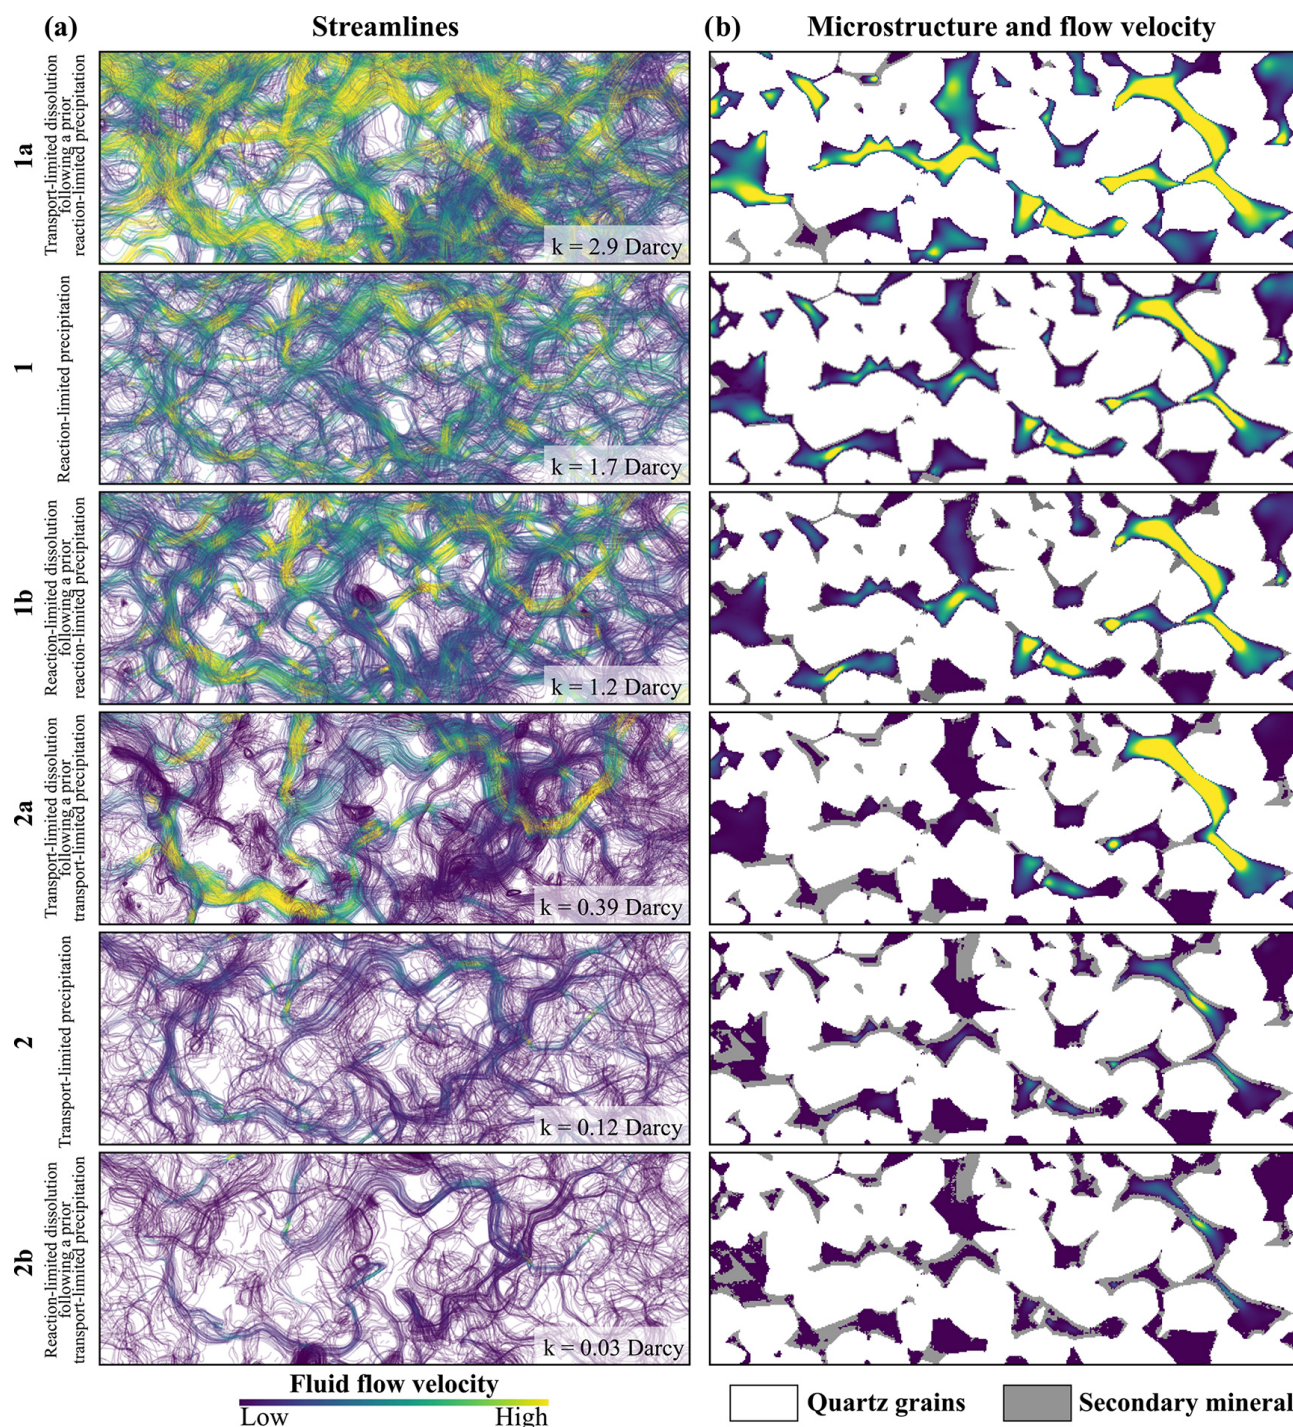 (a) Streamlines
(b) Microstructure and flow velocity
1a
Transport-limited dissolution
following a prior
reaction-limited precipitation
k = 2.9 Darcy
1
Reaction-limited precipitation
k = 1.7 Darcy
1b
Reaction-limited dissolution
following a prior
reaction-limited precipitation
k = 1.2 Darcy
2a
Transport-limited dissolution
following a prior
transport-limited precipitation
k = 0.39 Darcy
2
Transport-limited precipitation
k = 0.12 Darcy
2b
Reaction-limited dissolution
following a prior
transport-limited precipitation
k = 0.03 Darcy
Fluid flow velocity
Low High
Quartz grains
Secondary mineral